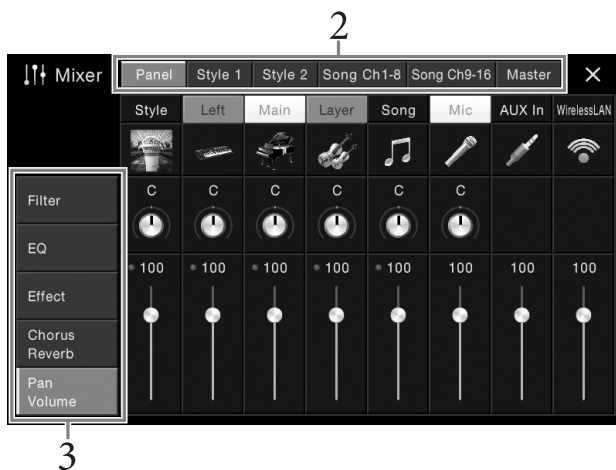 2
Mixer
Panel Style 1 Style 2 Song Ch1-8 Song Ch9-16 Master
Style Left Main Layer Song Mic AUX In WirelessLAN
Filter
EQ
Effect
Chorus
Reverb
Pan
Volume
C C C C C C
100 100 100 100 100 100 100 100
3